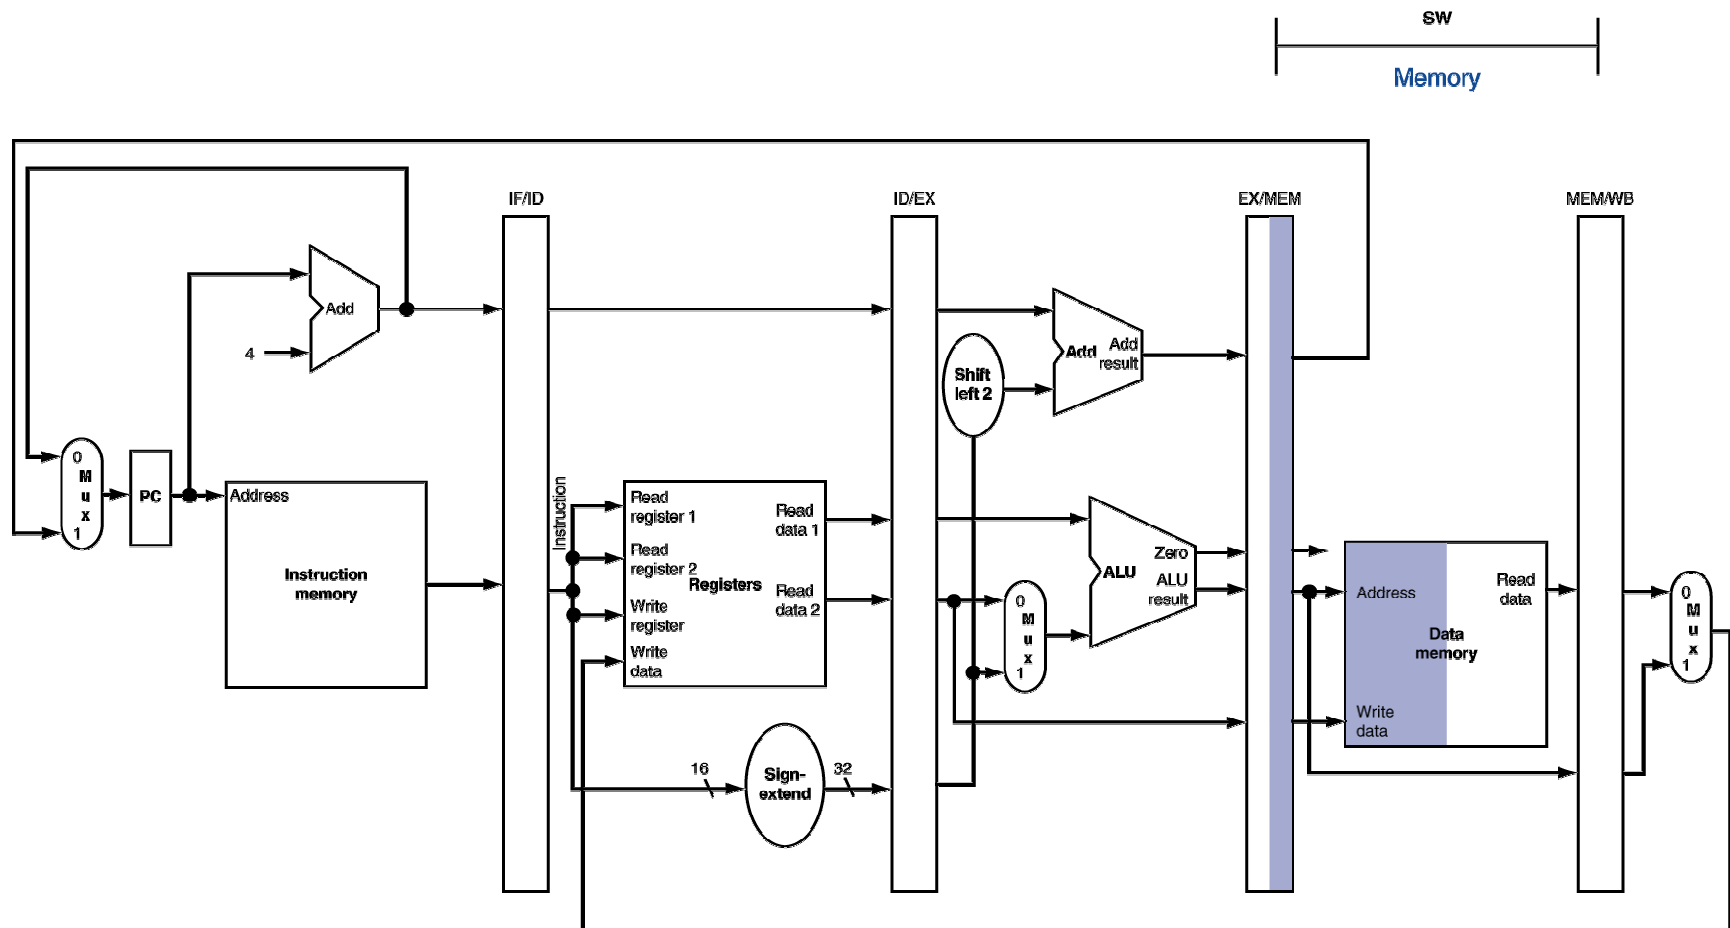 SW
Memory
IF/ID
ID/EX
EX/MEM
MEM/WB
Add
4
Add
Add
result
Shift
left 2
0
M
u
x
1
PC
Address
Instruction
memory
Instruction
Read
register 1
Read
register 2
Registers
Write
register
Write
data
Read
data 1
Read
data 2
16
Sign-
extend
32
0
M
u
x
1
Zero
ALU
ALU
result
Address
Read
data
Data
memory
Write
data
0
M
u
x
1